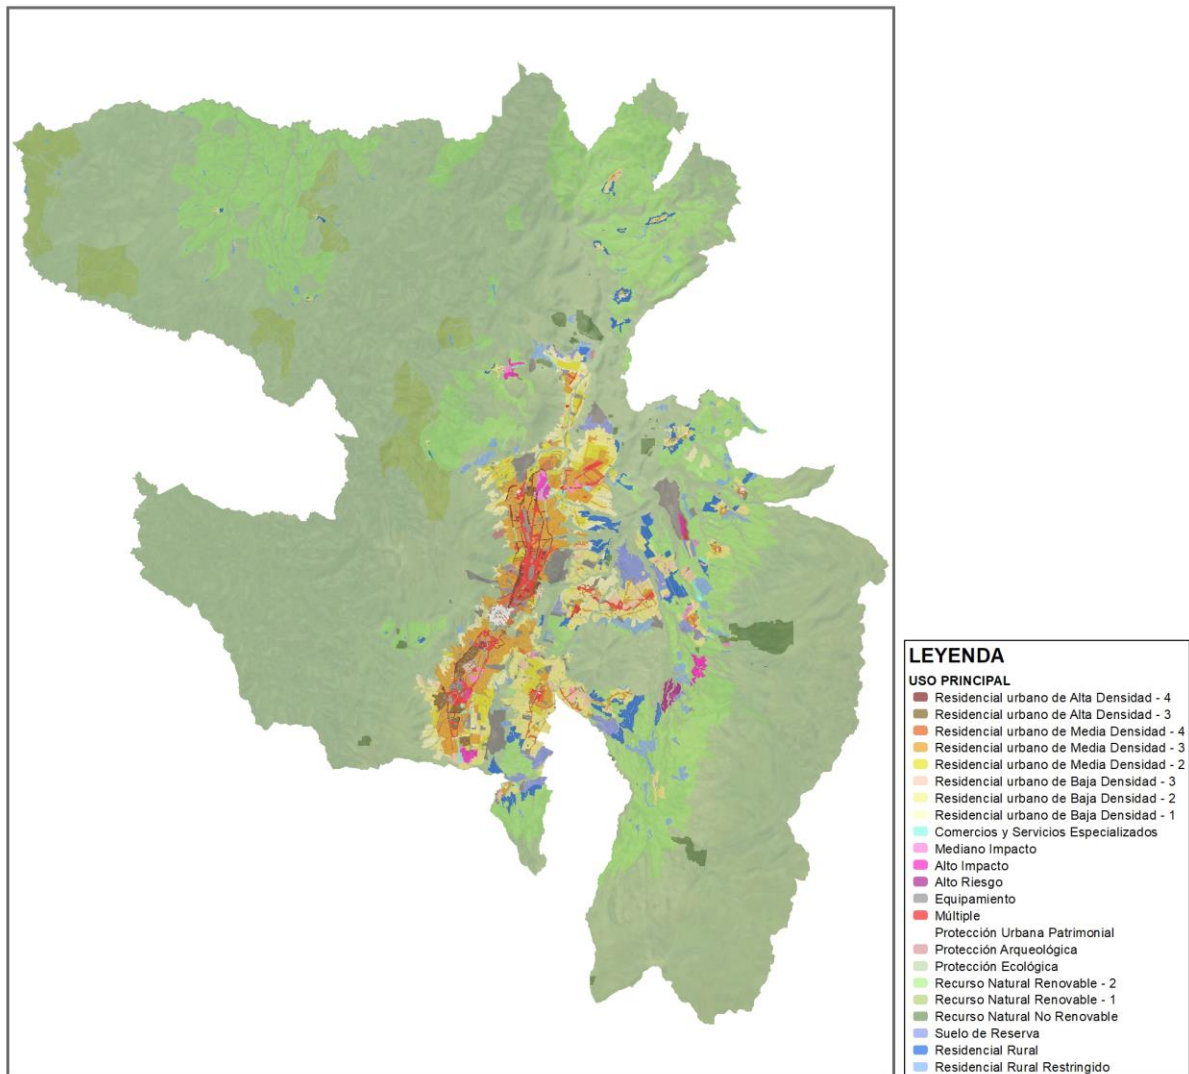 LEYENDA
USO PRINCIPAL
Residencial urbano de Alta Densidad - 4
Residencial urbano de Alta Densidad - 3
Residencial urbano de Media Densidad - 4
Residencial urbano de Media Densidad - 3
Residencial urbano de Media Densidad - 2
Residencial urbano de Baja Densidad - 3
Residencial urbano de Baja Densidad - 2
Residencial urbano de Baja Densidad - 1
Comercios y Servicios Especializados
Mediano Impacto
Alto Impacto
Alto Riesgo
Equipamiento
Múltiple
Protección Urbana Patrimonial
Protección Arqueológica
Protección Ecológica
Recurso Natural Renovable - 2
Recurso Natural Renovable - 1
Recurso Natural No Renovable
Suelo de Reserva
Residencial Rural
Residencial Rural Restringido